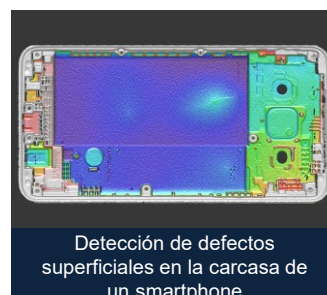 Detección de defectos
superficiales en la carcasa de
un smartphone